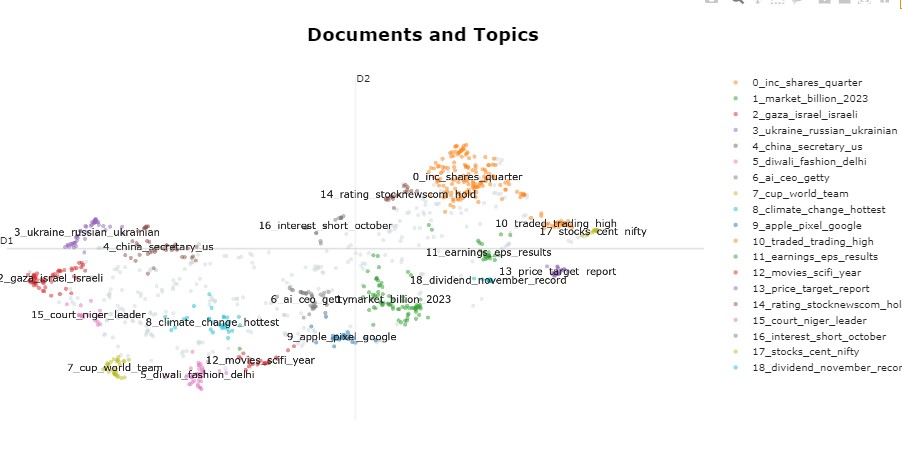 Documents and Topics
D2
0_inc_shares_quarter
14_rating_stocknewscom_hold
16_interest_short_october
10_traded_trading_high
17_stocks_cent_nifty
3_ukraine_russian_ukrainian
D1
4_china_secretary_us
11_earnings_eps_results
13_price_target_report
2_gaza_israel_israeli
18_dividend_november_record
6_ai_ceo_getty
1_market_billion_2023
15_court_niger_leader
8_climate_change_hottest
9_apple_pixel_google
12_movies_scifi_year
7_cup_world_team
5_diwali_fashion_delhi
0_inc_shares_quarter
1_market_billion_2023
2_gaza_israel_israeli
3_ukraine_russian_ukrainian
4_china_secretary_us
5_diwali_fashion_delhi
6_ai_ceo_getty
7_cup_world_team
8_climate_change_hottest
9_apple_pixel_google
10_traded_trading_high
11_earnings_eps_results
12_movies_scifi_year
13_price_target_report
14_rating_stocknewscom_hol
15_court_niger_leader
16_interest_short_october
17_stocks_cent_nifty
18_dividend_november_recor